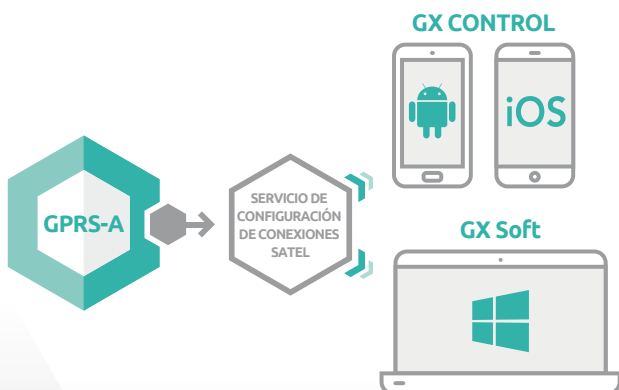 GX CONTROL
iOS
GPRS-A
SERVICIO DE
CONFIGURACIÓN
DE CONEXIONES
SATEL
GX Soft